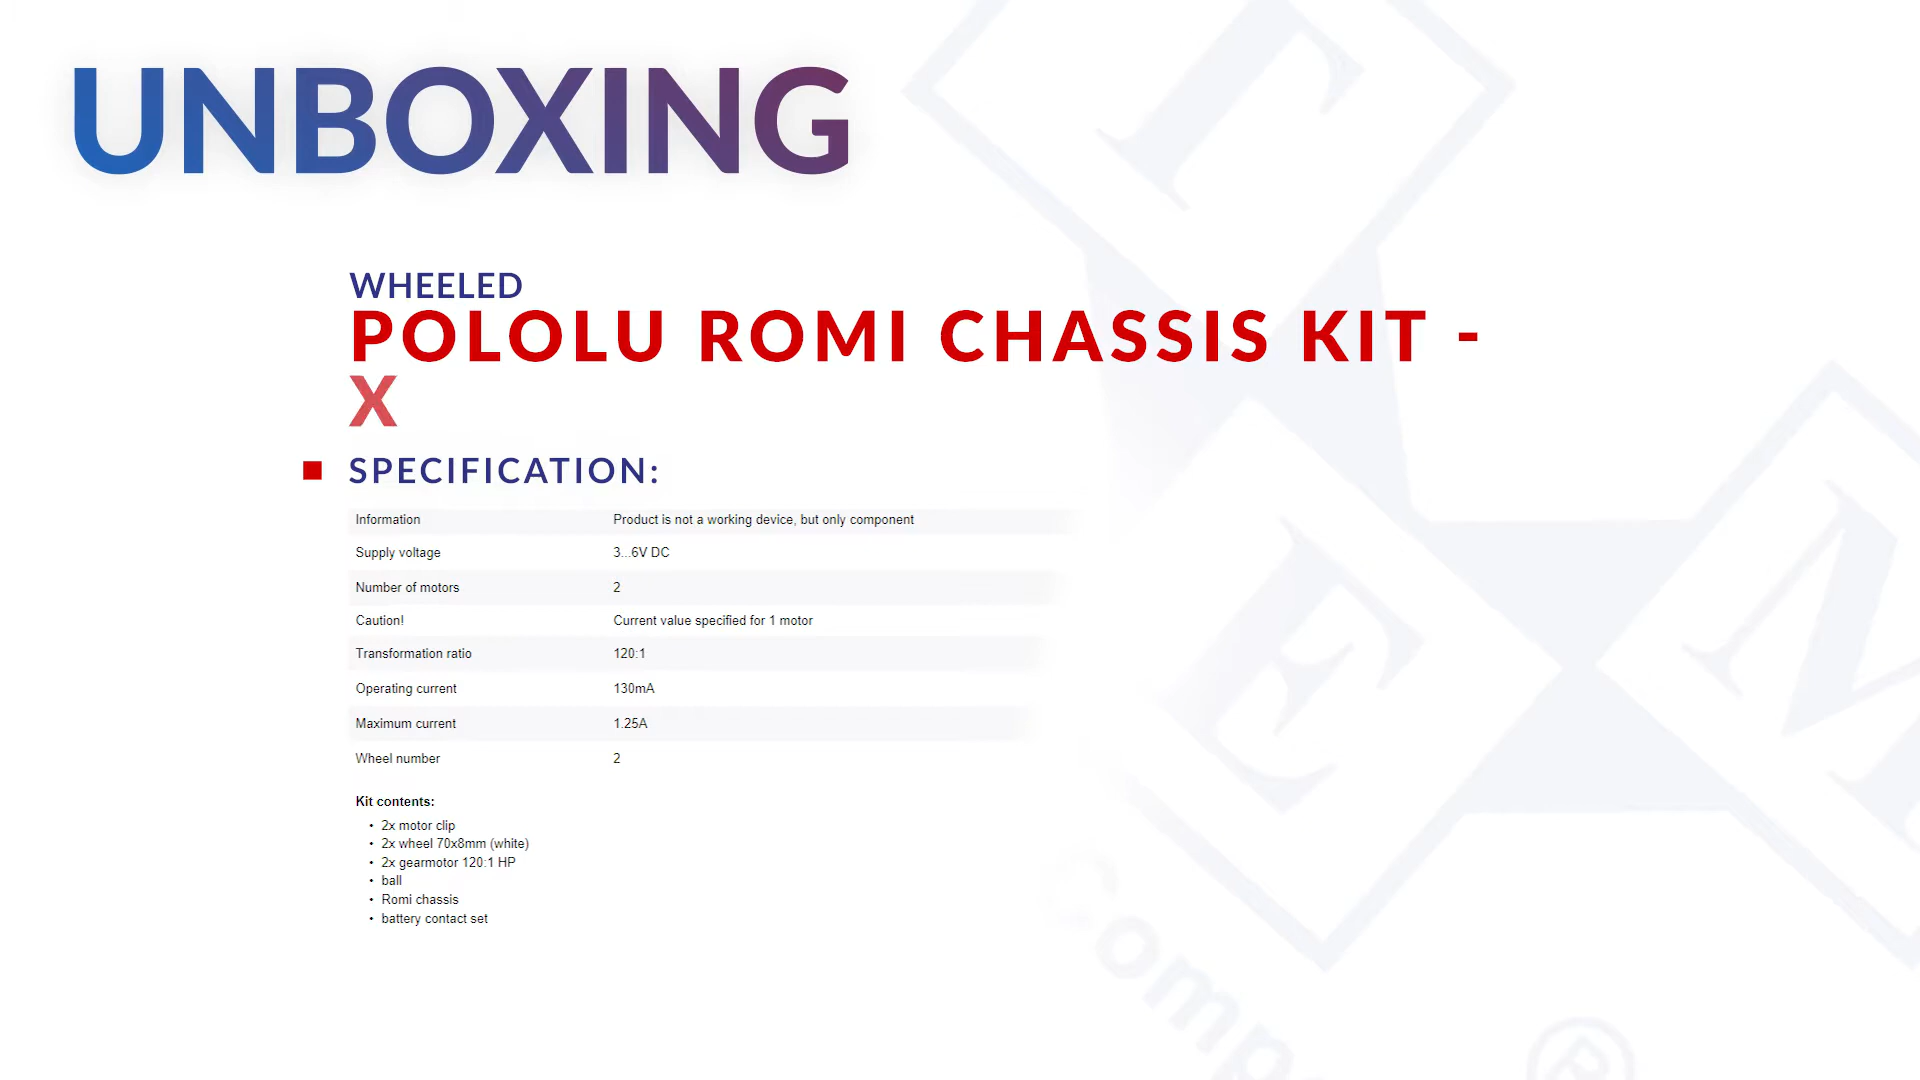 UNBOXING
WHEELED
POLOLU ROMI CHASSIS KIT -
X
SPECIFICATION:
Information Product is not a working device, but only component
Supply voltage 3...6V DC
Number of motors 2
Caution! Current value specified for 1 motor
Transformation ratio 120:1
Operating current 130mA
Maximum current 1.25A
Wheel number 2
Kit contents:
• 2x motor clip
• 2x wheel 70x8mm (white)
• 2x gearmotor 120:1 HP
• ball
• Romi chassis
• battery contact set
T
E
M
Comp
®